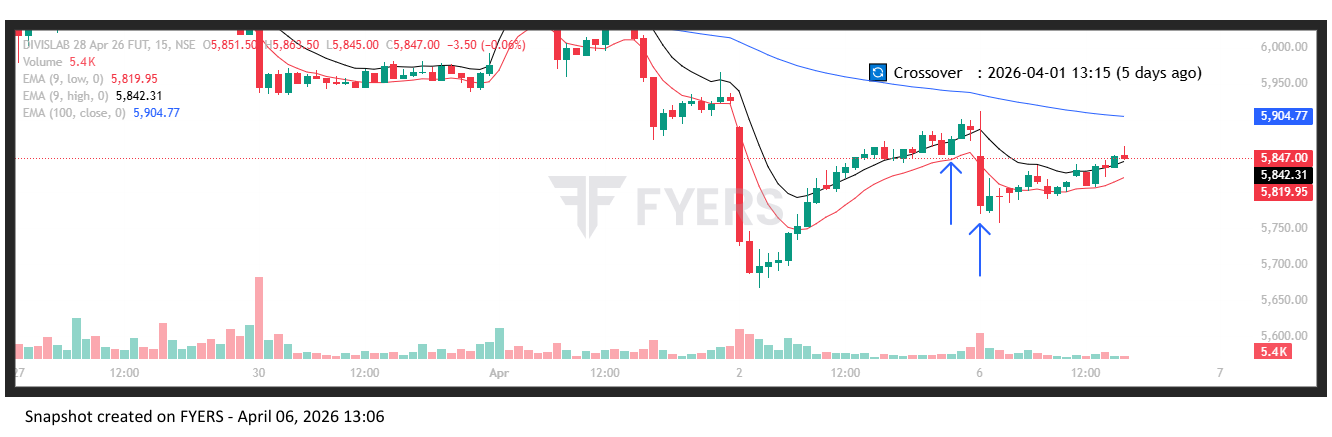 DIVISLAB 28 Apr 26 FUT, 15, NSE O5,851.50 H5,863.50 L5,845.00 C5,847.00 −3.50 (−0.06%)
Volume 5.4K
EMA (9, low, 0) 5,819.95
EMA (9, high, 0) 5,842.31
EMA (100, close, 0) 5,904.77
Crossover : 2026-04-01 13:15 (5 days ago)
6,000.00
5,950.00
5,904.77
5,847.00
5,842.31
5,819.95
5,750.00
5,700.00
5,650.00
5,600.00
5.4K
FYERS
27 12:00 30 12:00 Apr 12:00 2 12:00 6 12:00 7
Snapshot created on FYERS - April 06, 2026 13:06